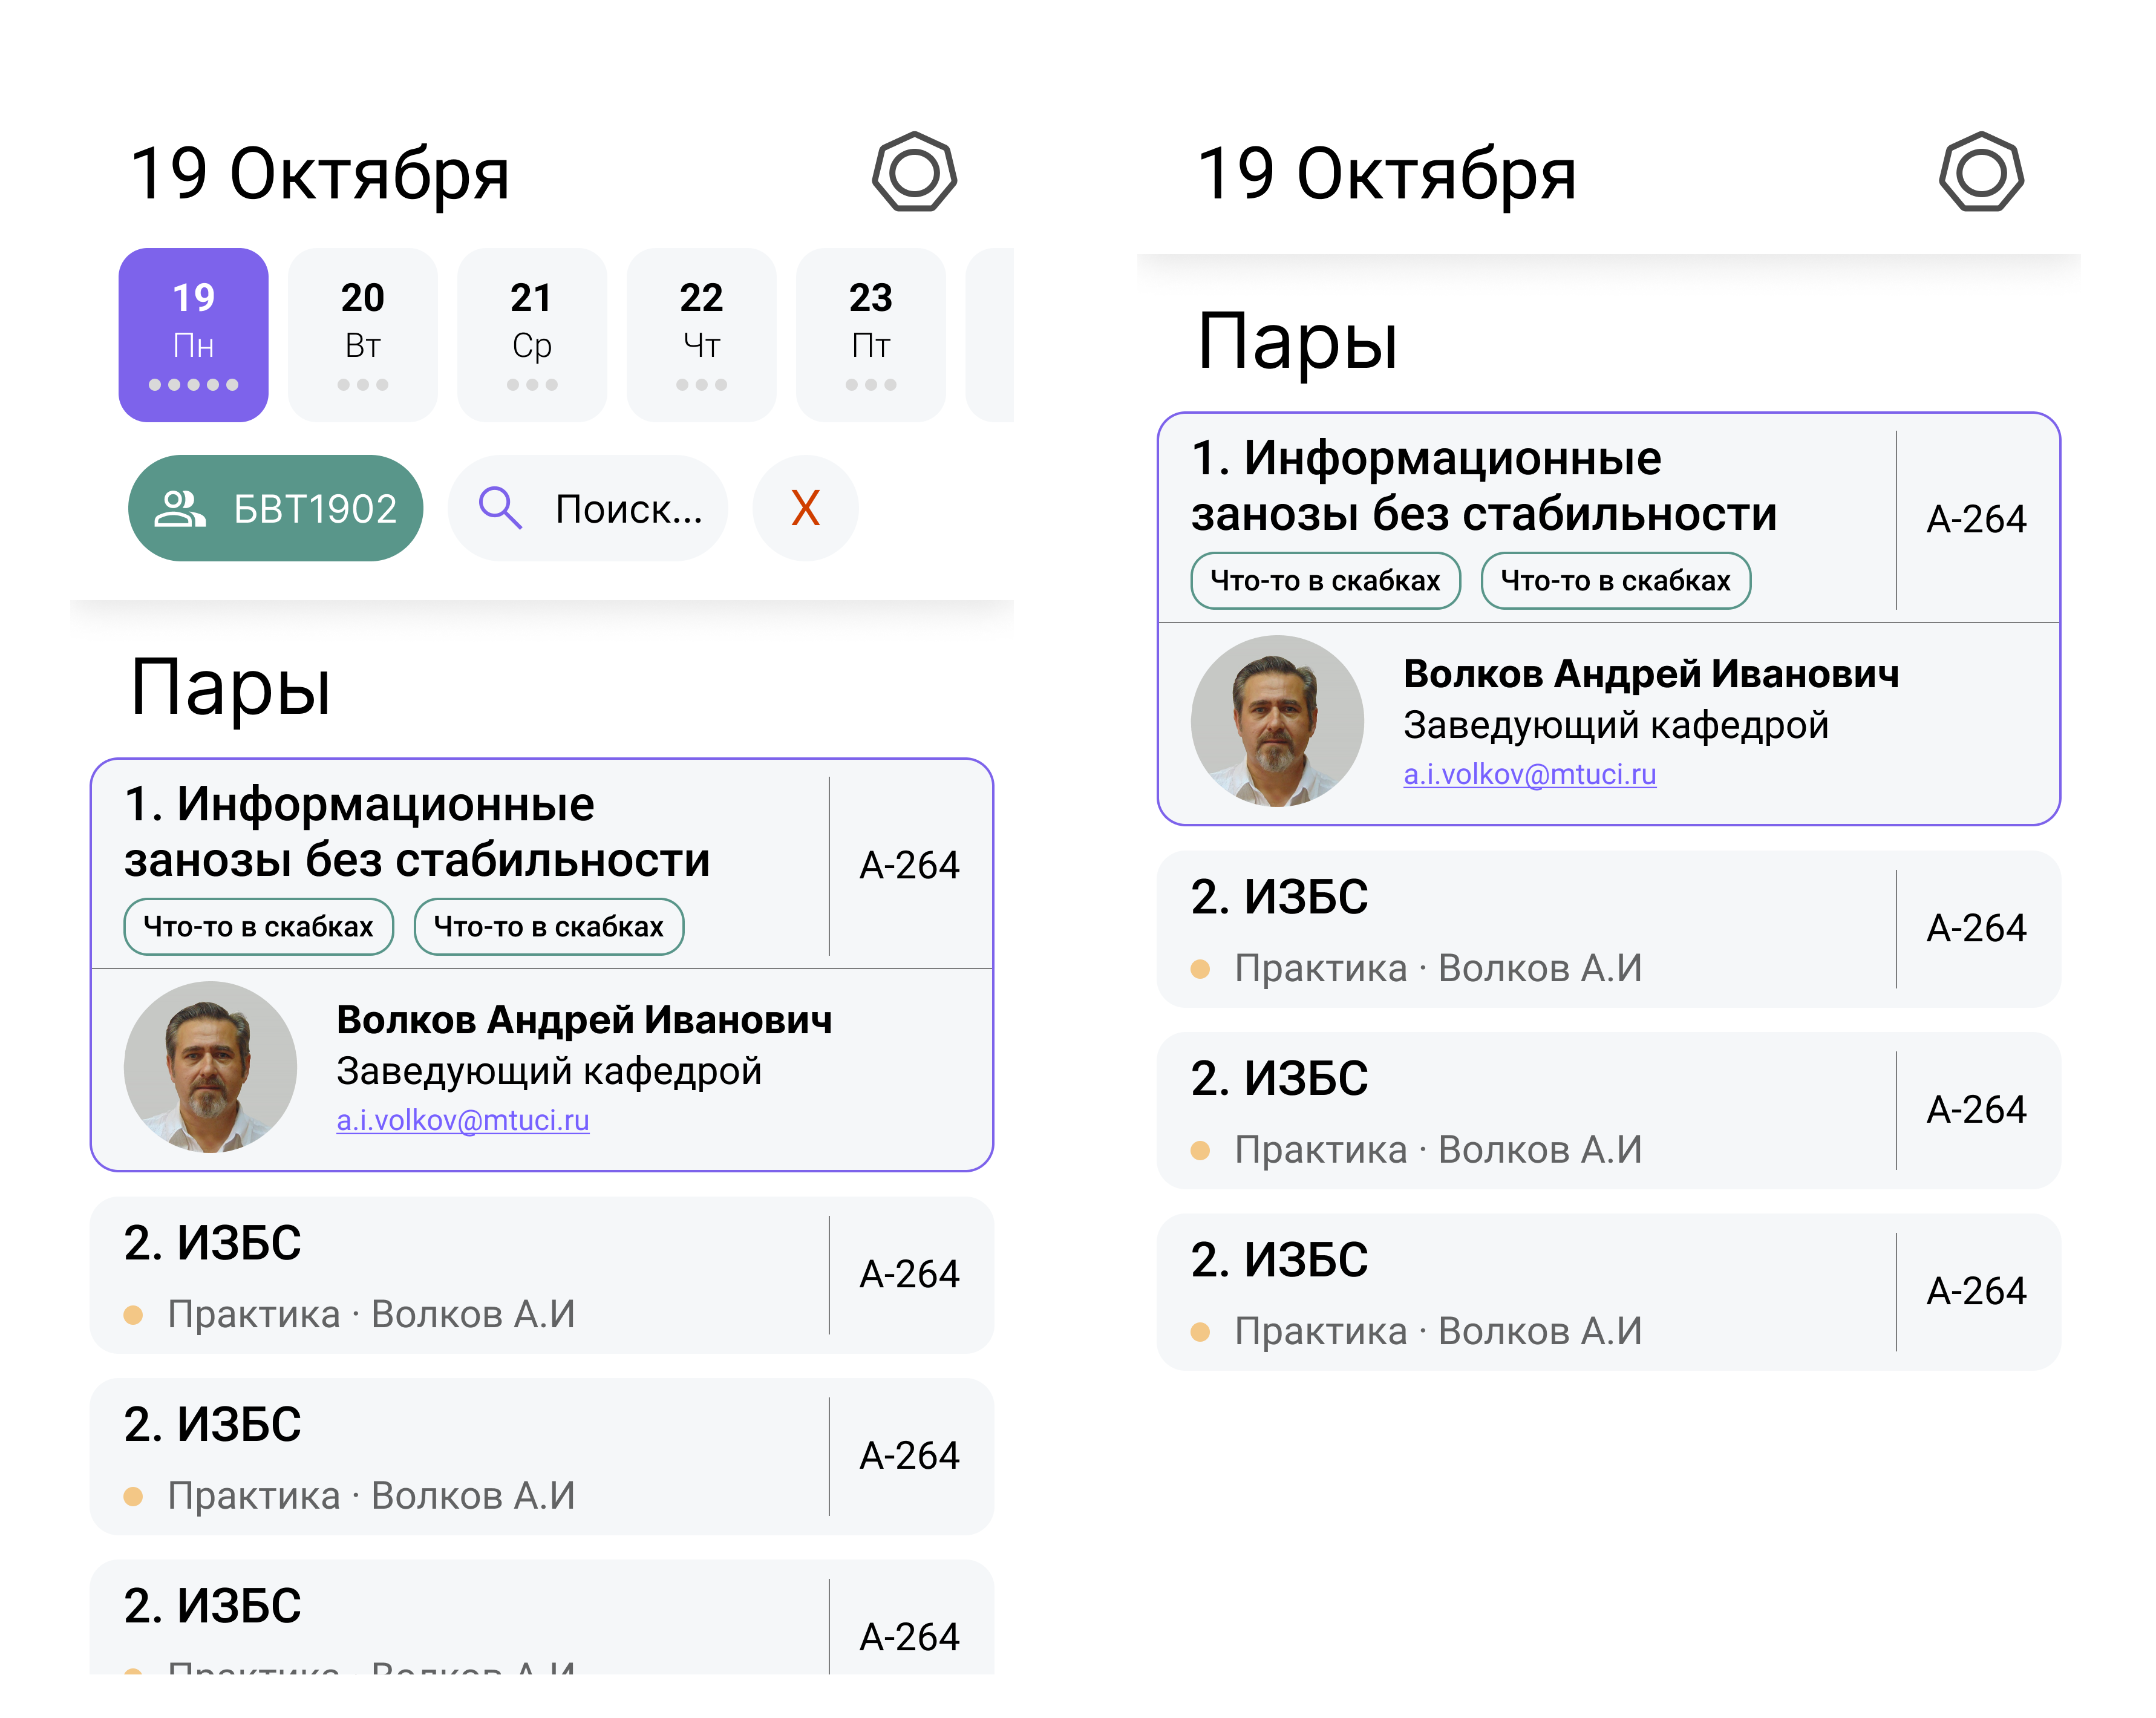 19 Октября
19
Пн
20
Вт
21
Ср
22
Чт
23
Пт
БВТ1902
Поиск...
X
Пары
1. Информационные
занозы без стабильности
А-264
Что-то в скабках
Что-то в скабках
Волков Андрей Иванович
Заведующий кафедрой
a.i.volkov@mtuci.ru
2. ИЗБС
А-264
Практика · Волков А.И
2. ИЗБС
А-264
Практика · Волков А.И
2. ИЗБС
А-264
Практика · Волков А.И
19 Октября
Пары
1. Информационные
занозы без стабильности
А-264
Что-то в скабках
Что-то в скабках
Волков Андрей Иванович
Заведующий кафедрой
a.i.volkov@mtuci.ru
2. ИЗБС
А-264
Практика · Волков А.И
2. ИЗБС
А-264
Практика · Волков А.И
2. ИЗБС
А-264
Практика · Волков А.И